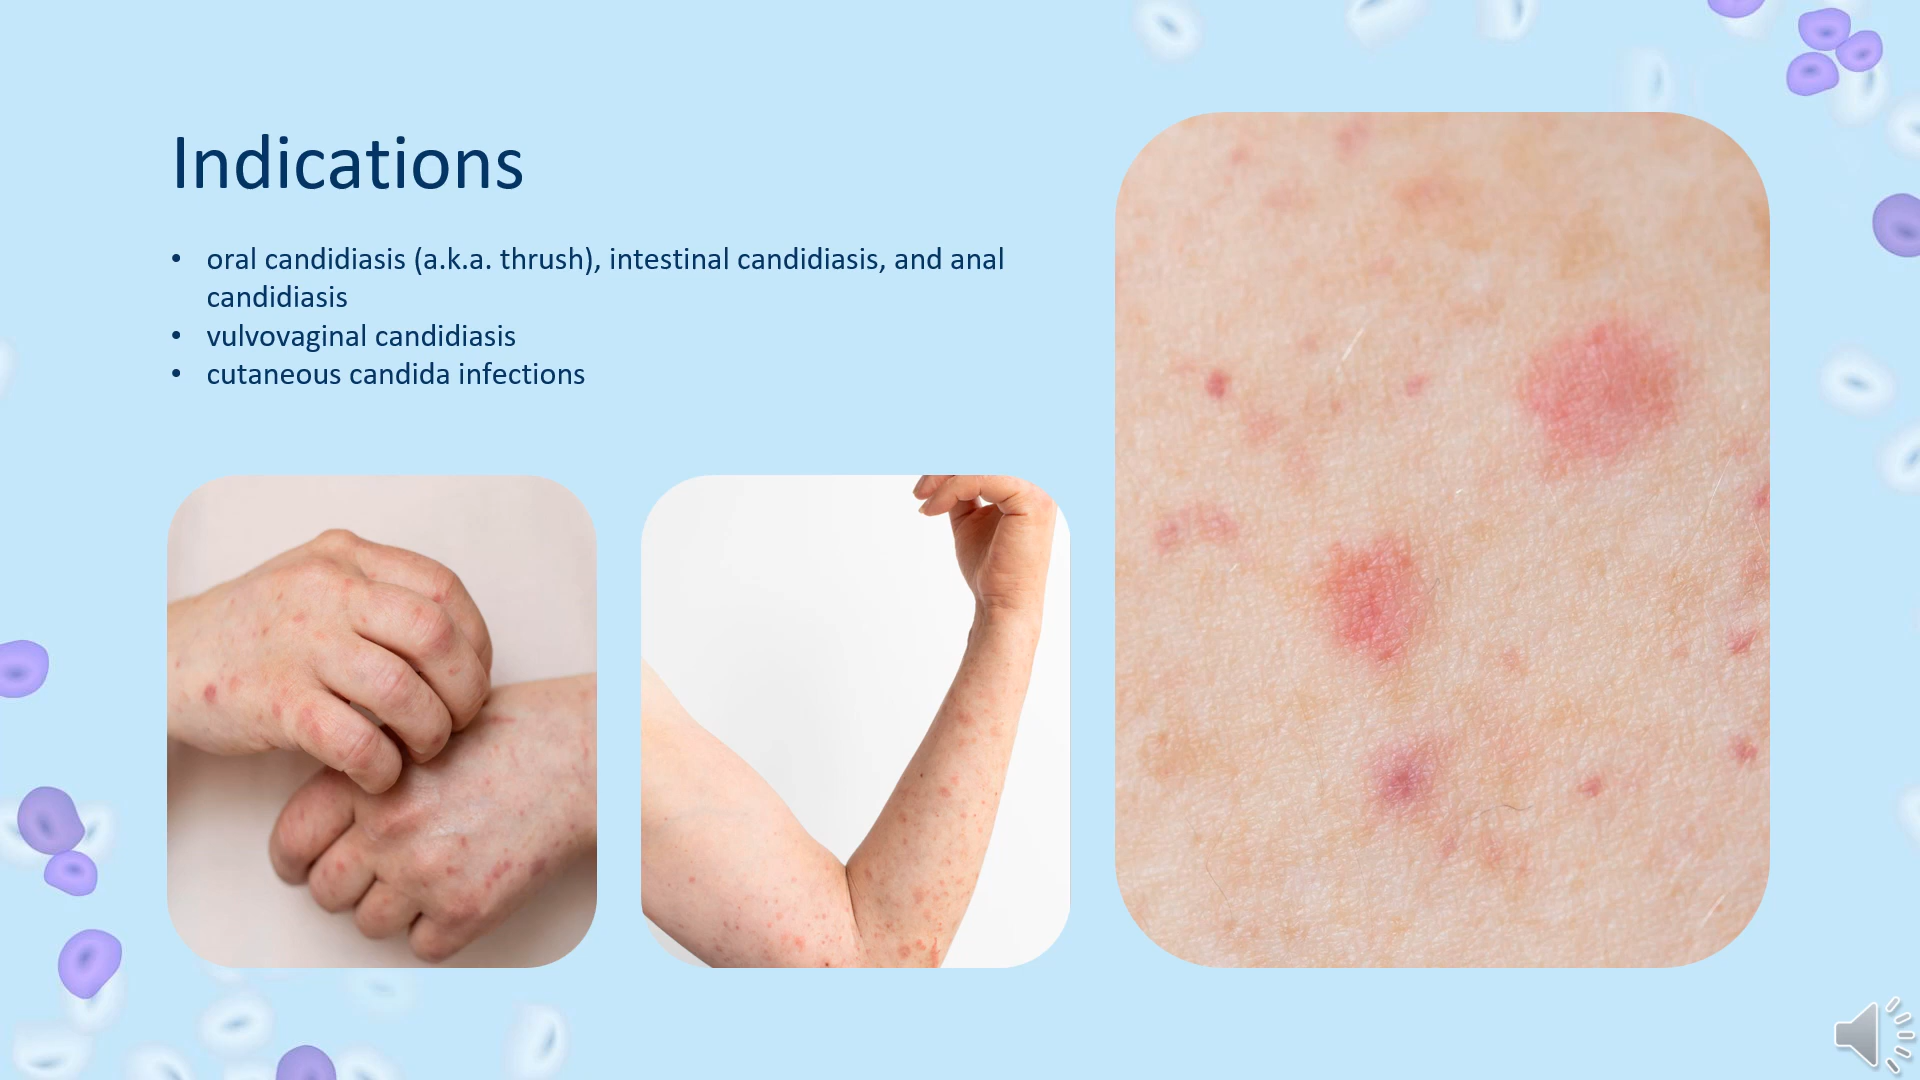 Indications
• oral candidiasis (a.k.a. thrush), intestinal candidiasis, and anal
candidiasis
• vulvovaginal candidiasis
• cutaneous candida infections